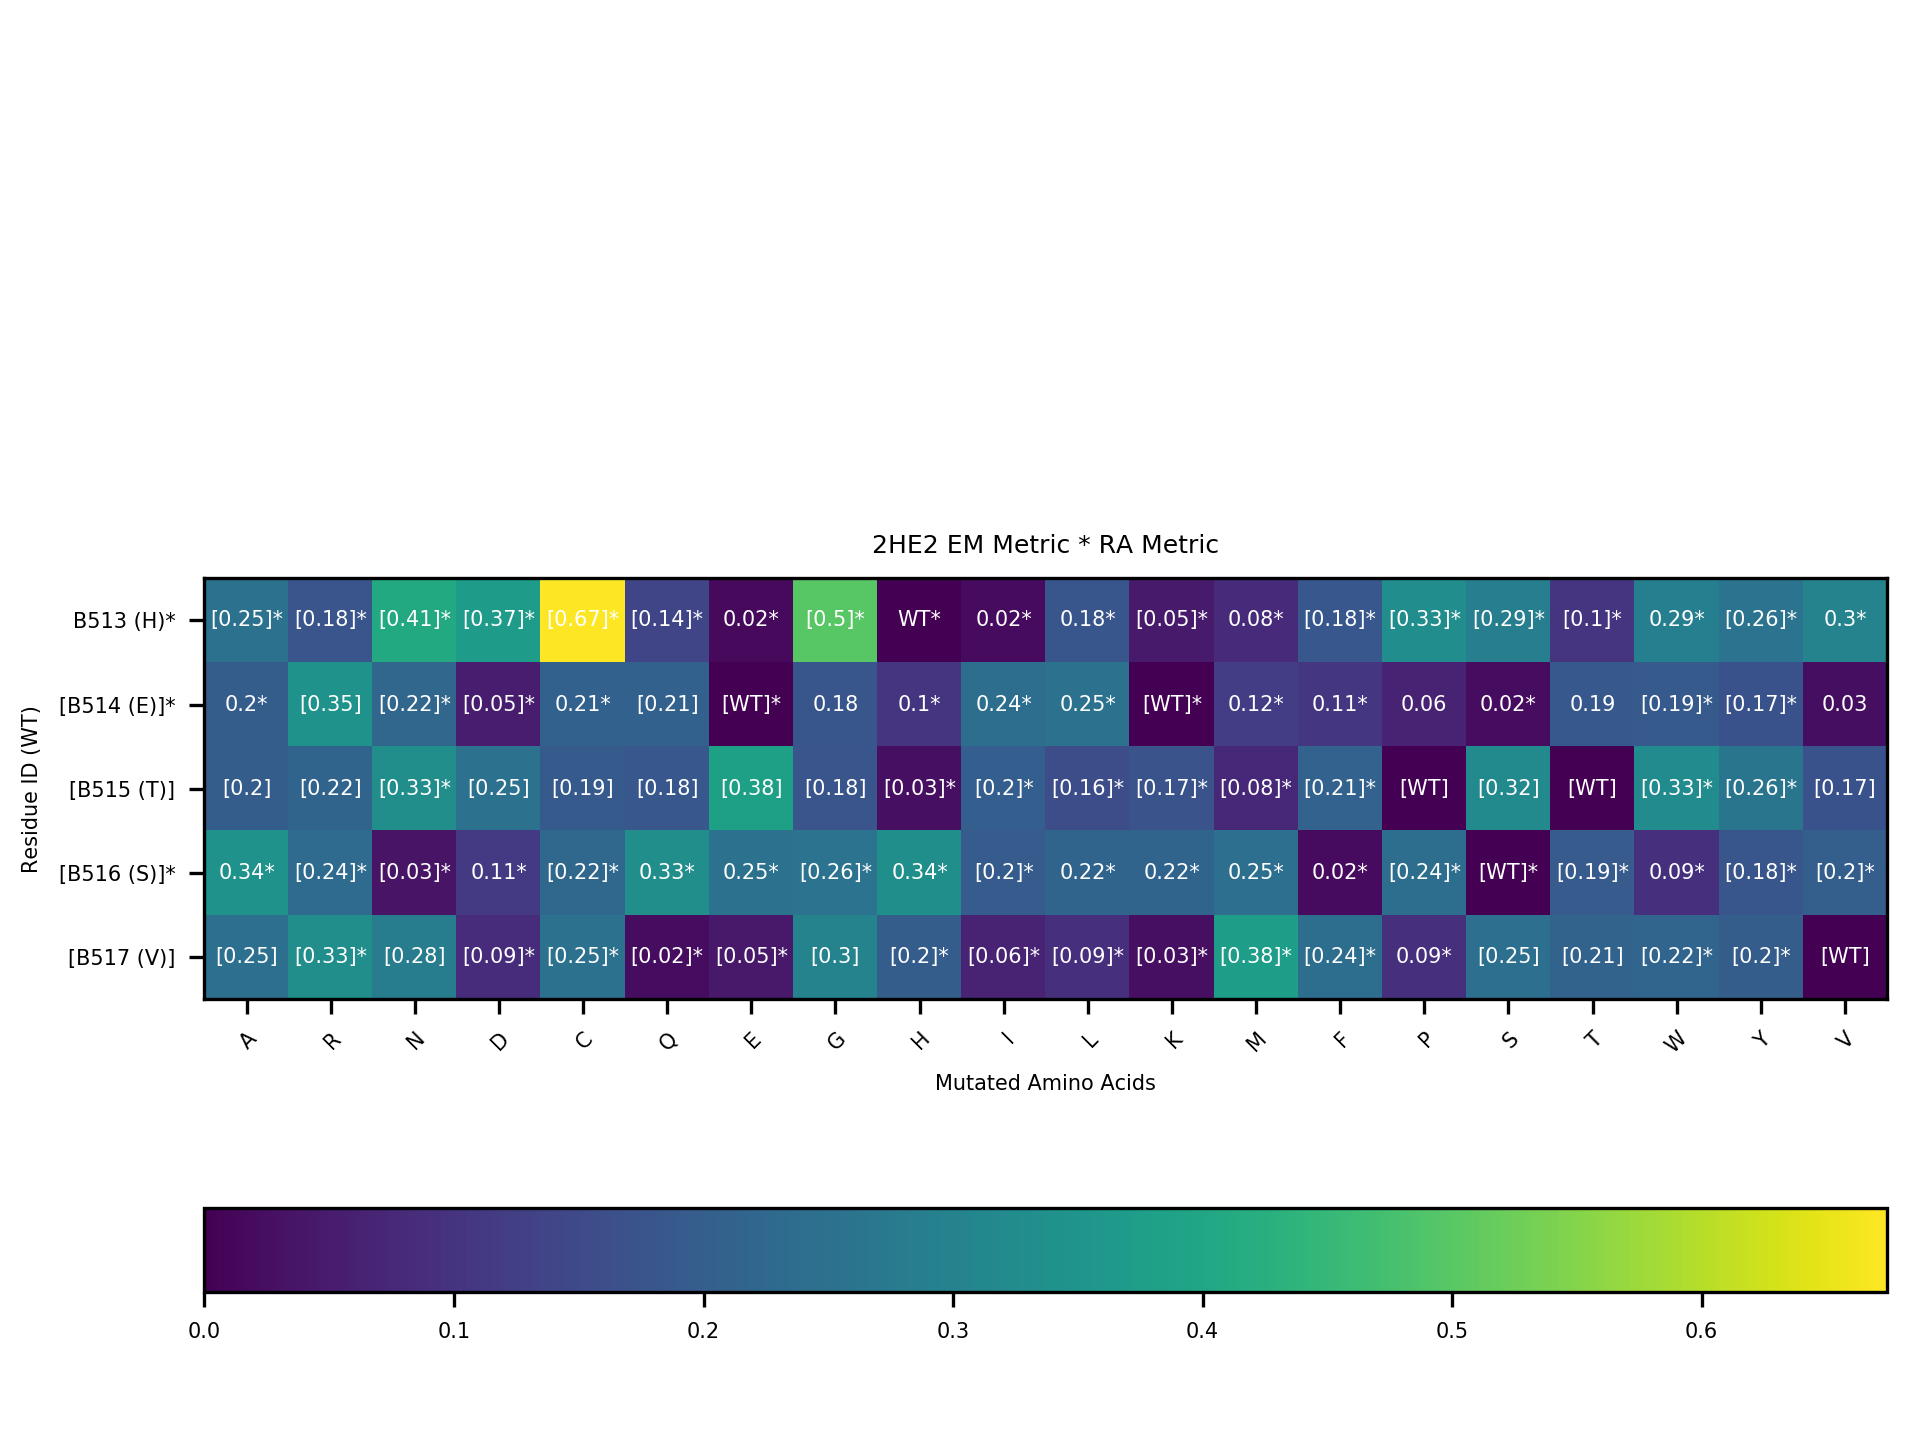 2HE2 EM Metric * RA Metric
B513 (H)* [0.25]* [0.18]* [0.41]* [0.37]* [0.67]* [0.14]* 0.02* [0.5]* WT* 0.02* 0.18* [0.05]* 0.08* [0.18]* [0.33]* [0.29]* [0.1]* 0.29* [0.26]* 0.3*
[B514 (E)]* 0.2* [0.35] [0.22]* [0.05]* 0.21* [0.21] [WT]* 0.18 0.1* 0.24* 0.25* [WT]* 0.12* 0.11* 0.06 0.02* 0.19 [0.19]* [0.17]* 0.03
[B515 (T)] [0.2] [0.22] [0.33]* [0.25] [0.19] [0.18] [0.38] [0.18] [0.03]* [0.2]* [0.16]* [0.17]* [0.08]* [0.21]* [WT] [0.32] [WT] [0.33]* [0.26]* [0.17]
[B516 (S)]* 0.34* [0.24]* [0.03]* 0.11* [0.22]* 0.33* 0.25* [0.26]* 0.34* [0.2]* 0.22* 0.22* 0.25* 0.02* [0.24]* [WT]* [0.19]* 0.09* [0.18]* [0.2]*
[B517 (V)] [0.25] [0.33]* [0.28] [0.09]* [0.25]* [0.02]* [0.05]* [0.3] [0.2]* [0.06]* [0.09]* [0.03]* [0.38]* [0.24]* 0.09* [0.25] [0.21] [0.22]* [0.2]* [WT]
Residue ID (WT)
A R N D C Q E G H I L K M F P S T W Y V
Mutated Amino Acids
0.0 0.1 0.2 0.3 0.4 0.5 0.6